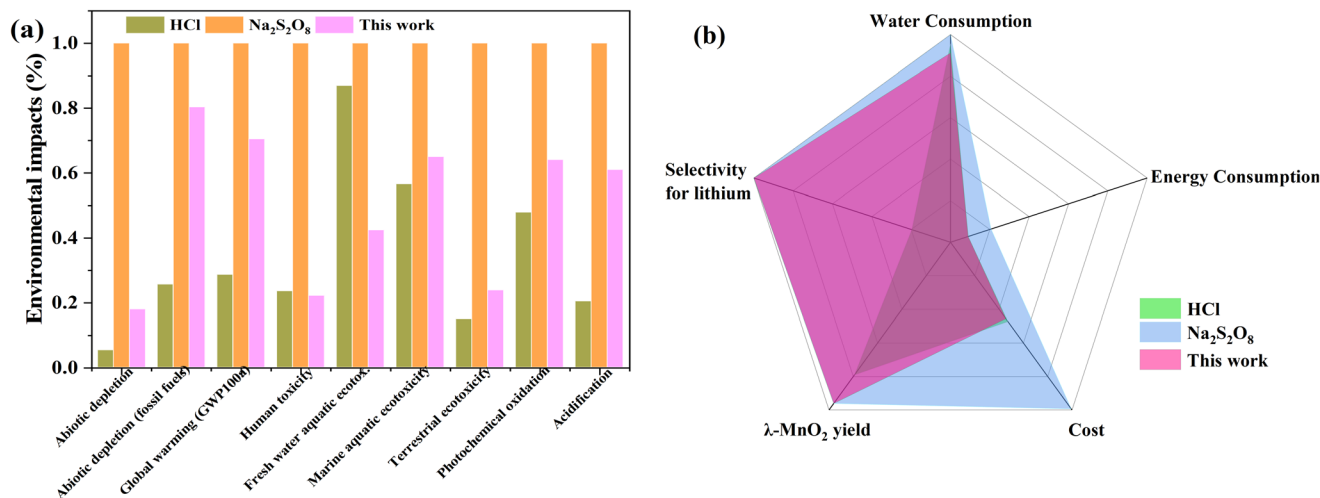 (a)
HCl
Na₂S₂O₈
This work
Environmental impacts (%)
1.0
0.8
0.6
0.4
0.2
0.0
Abiotic depletion
Abiotic depletion (fossil fuels)
Global warming (GWP100a)
Human toxicity
Fresh water aquatic ecotox.
Marine aquatic ecotoxicity
Terrestrial ecotoxicity
Photochemical oxidation
Acidification
(b)
Water Consumption
Selectivity
for lithium
Energy Consumption
HCl
Na₂S₂O₈
This work
λ-MnO₂ yield
Cost